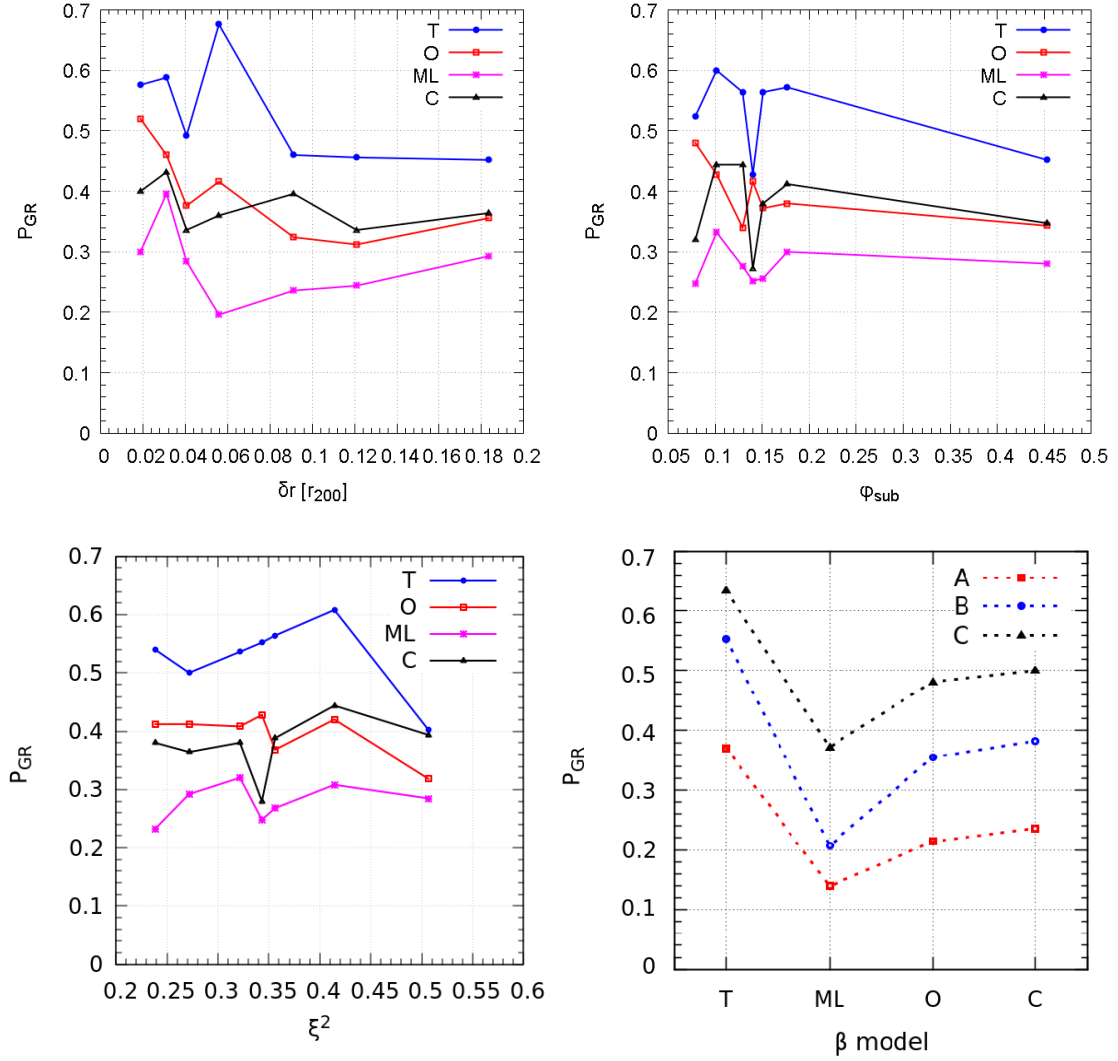 0.7
0.6
0.5
0.4
0.3
0.2
0.1
0
P_GR
T
O
ML
C
0 0.02 0.04 0.06 0.08 0.1 0.12 0.14 0.16 0.18 0.2
δr [r_200]
0.7
0.6
0.5
0.4
0.3
0.2
0.1
0
P_GR
T
O
ML
C
0.05 0.1 0.15 0.2 0.25 0.3 0.35 0.4 0.45 0.5
φ_sub
0.7
0.6
0.5
0.4
0.3
0.2
0.1
0
P_GR
T
O
ML
C
0.2 0.25 0.3 0.35 0.4 0.45 0.5 0.55 0.6
ξ²
0.7
0.6
0.5
0.4
0.3
0.2
0.1
0
P_GR
A
B
C
T ML O C
β model